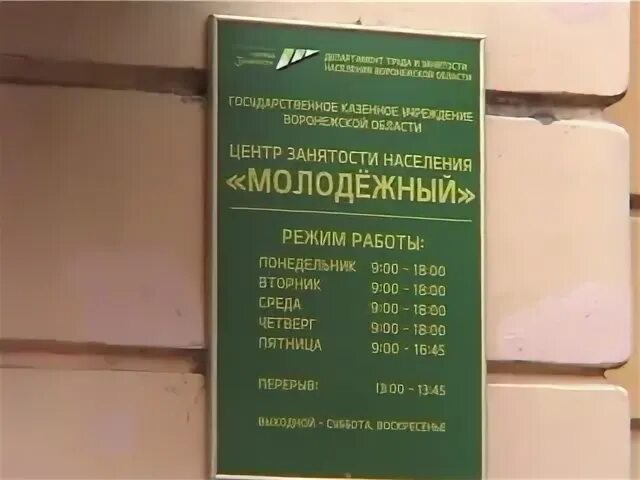 ДЕПАРТАМЕНТ ТРУДА И ЗАНЯТОСТИ
НАСЕЛЕНИЯ ВОРОНЕЖСКОЙ ОБЛАСТИ
ГОСУДАРСТВЕННОЕ КАЗЕННОЕ УЧРЕЖДЕНИЕ
ВОРОНЕЖСКОЙ ОБЛАСТИ
ЦЕНТР ЗАНЯТОСТИ НАСЕЛЕНИЯ
«МОЛОДЁЖНЫЙ»
РЕЖИМ РАБОТЫ:
ПОНЕДЕЛЬНИК 9:00 - 18:00
ВТОРНИК 9:00 - 18:00
СРЕДА 9:00 - 18:00
ЧЕТВЕРГ 9:00 - 18:00
ПЯТНИЦА 9:00 - 16:45
ПЕРЕРЫВ: 13:00 - 13:45
ВЫХОДНОЙ - СУББОТА, ВОСКРЕСЕНЬЕ